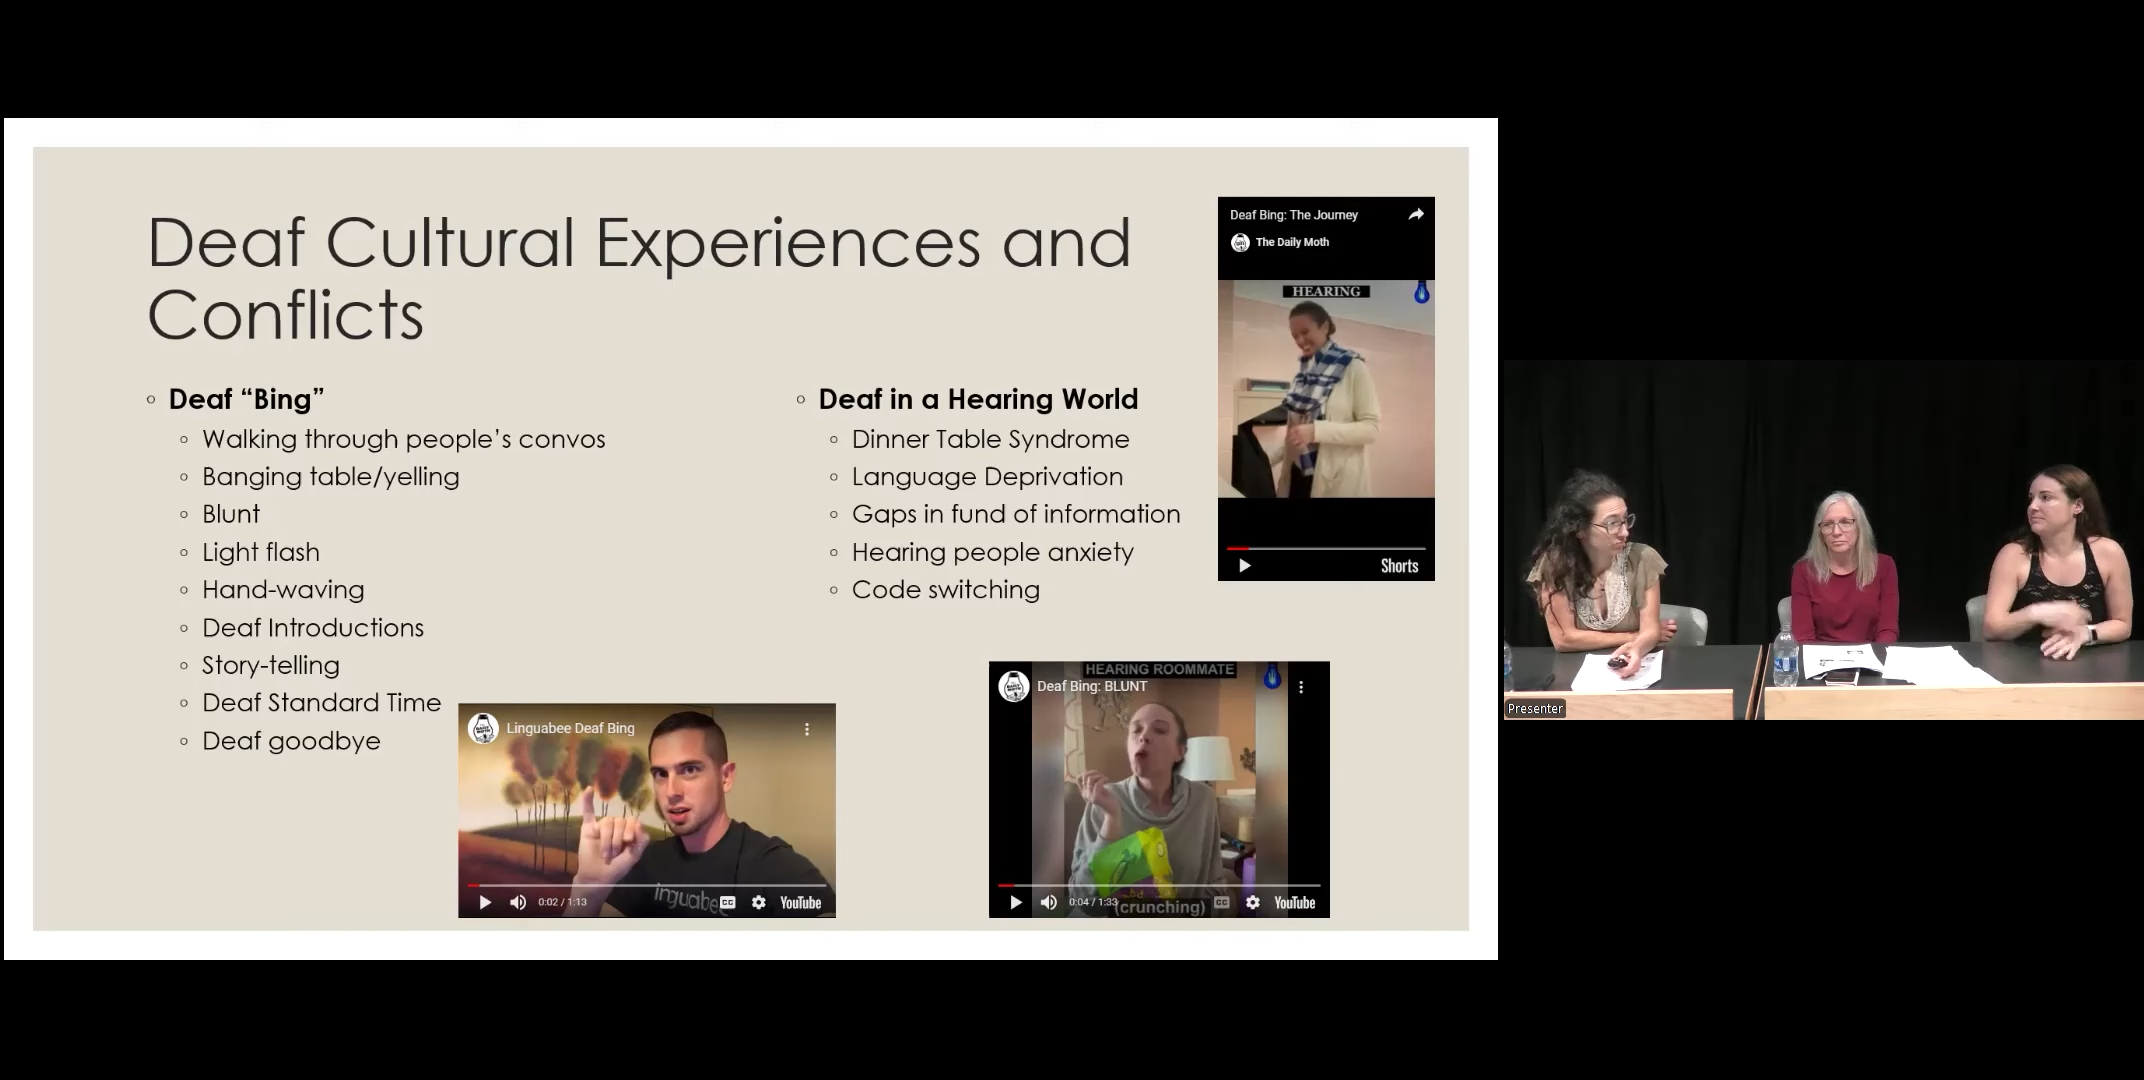 Deaf Cultural Experiences and
Conflicts
Deaf “Bing”
Walking through people’s convos
Banging table/yelling
Blunt
Light flash
Hand-waving
Deaf Introductions
Story-telling
Deaf Standard Time
Deaf goodbye
Deaf in a Hearing World
Dinner Table Syndrome
Language Deprivation
Gaps in fund of information
Hearing people anxiety
Code switching
Deaf Bing: The Journey
The Daily Moth
HEARING
Shorts
Linguabee Deaf Bing
inguabe
0:02 / 1:13
CC
YouTube
HEARING ROOMMATE
Deaf Bing: BLUNT
0:04 / 1:33
(crunching)
CC
YouTube
Presenter